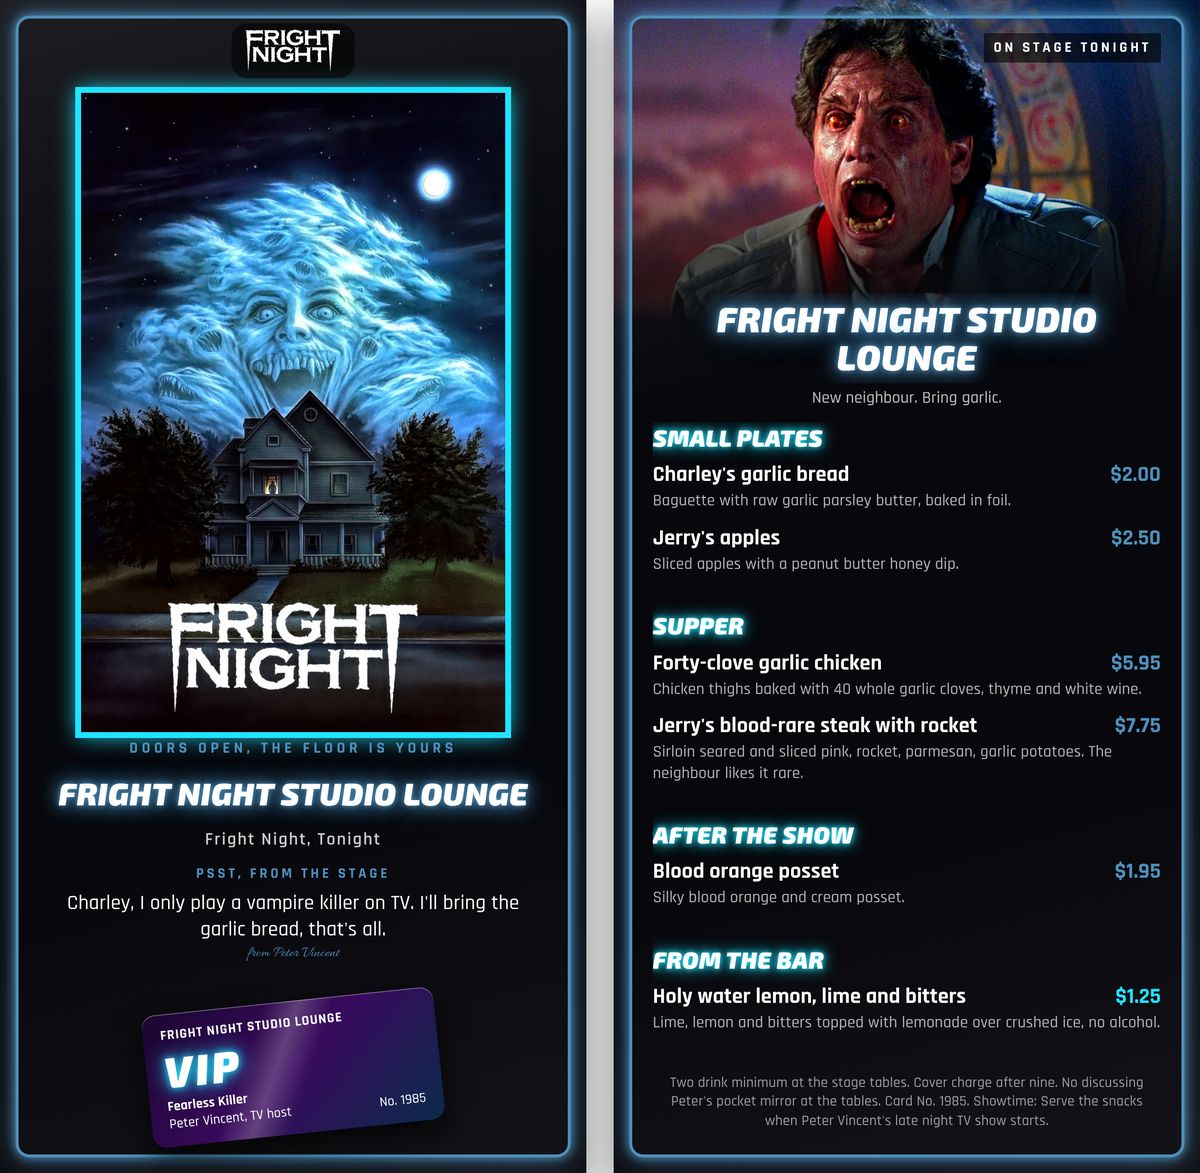 FRIGHT
NIGHT
FRIGHT
NIGHT
DOORS OPEN, THE FLOOR IS YOURS
FRIGHT NIGHT STUDIO LOUNGE
Fright Night, Tonight
PSST, FROM THE STAGE
Charley, I only play a vampire killer on TV. I'll bring the
garlic bread, that's all.
from Peter Vincent
FRIGHT NIGHT STUDIO LOUNGE
VIP
Fearless Killer
Peter Vincent, TV host
No. 1985
ON STAGE TONIGHT
FRIGHT NIGHT STUDIO
LOUNGE
New neighbour. Bring garlic.
SMALL PLATES
Charley's garlic bread $2.00
Baguette with raw garlic parsley butter, baked in foil.
Jerry's apples $2.50
Sliced apples with a peanut butter honey dip.
SUPPER
Forty-clove garlic chicken $5.95
Chicken thighs baked with 40 whole garlic cloves, thyme and white wine.
Jerry's blood-rare steak with rocket $7.75
Sirloin seared and sliced pink, rocket, parmesan, garlic potatoes. The
neighbour likes it rare.
AFTER THE SHOW
Blood orange posset $1.95
Silky blood orange and cream posset.
FROM THE BAR
Holy water lemon, lime and bitters $1.25
Lime, lemon and bitters topped with lemonade over crushed ice, no alcohol.
Two drink minimum at the stage tables. Cover charge after nine. No discussing
Peter's pocket mirror at the tables. Card No. 1985. Showtime: Serve the snacks
when Peter Vincent's late night TV show starts.